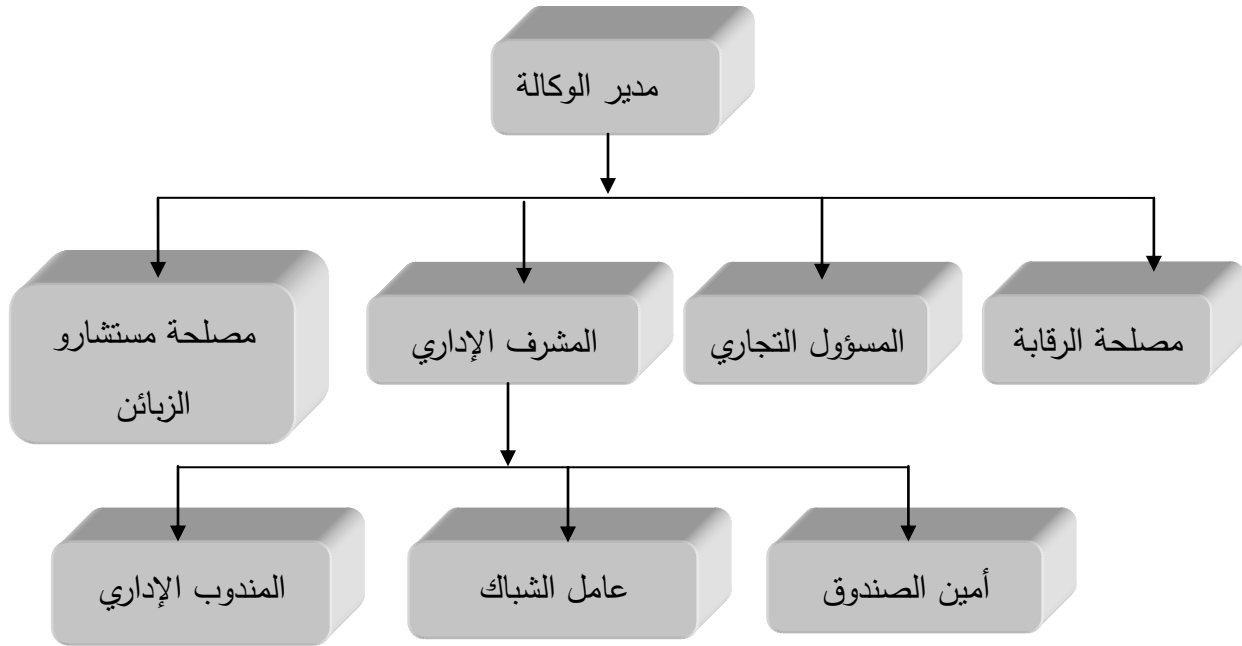 مدير الوكالة
مصلحة الرقابة
المسؤول التجاري
المشرف الإداري
مصلحة مستشارو
الزبائن
أمين الصندوق
عامل الشباك
المندوب الإداري